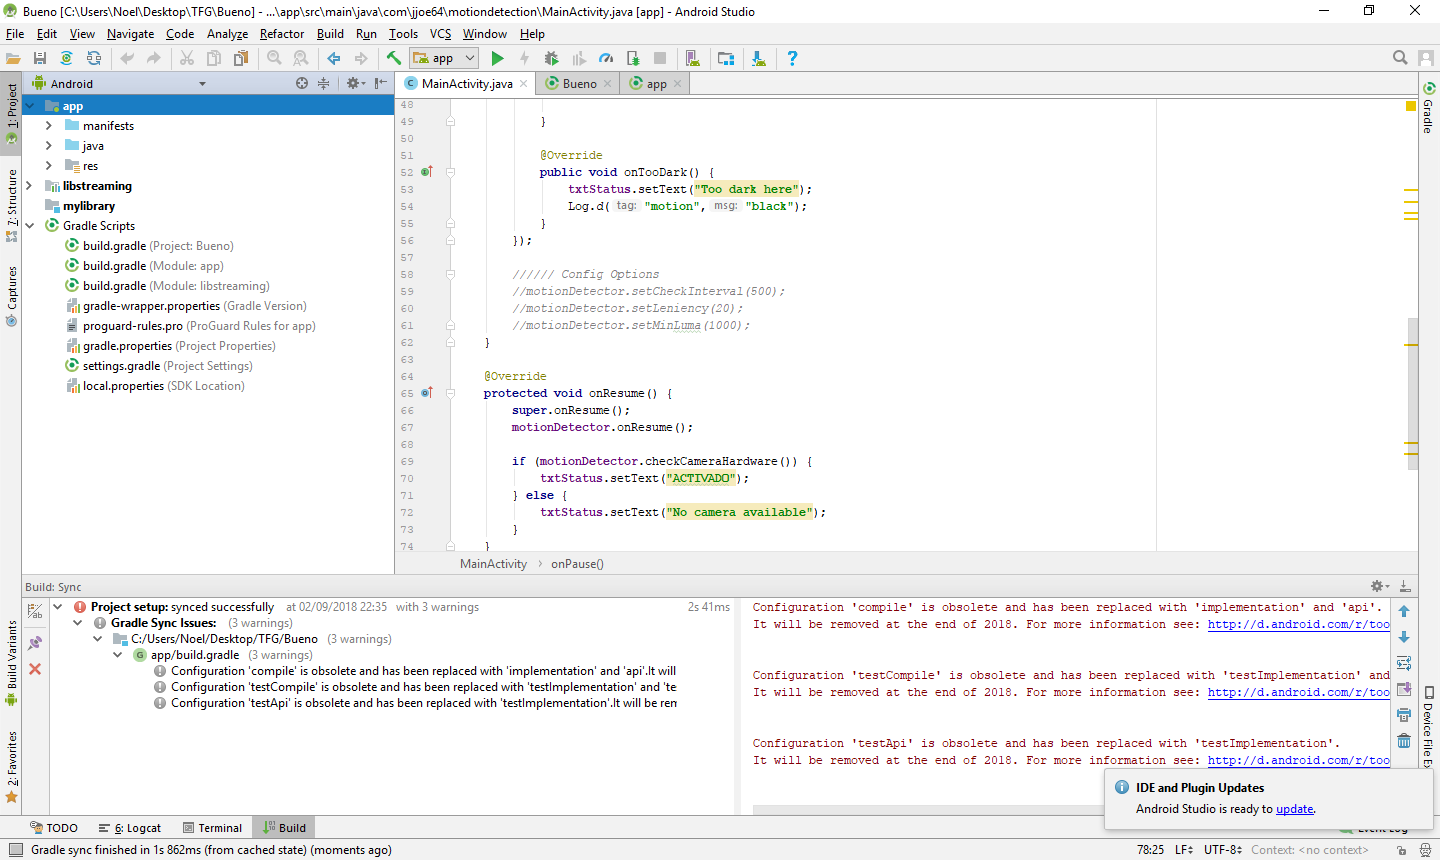 Bueno [C:\Users\Noel\Desktop\TFG\Bueno] - ...\app\src\main\java\com\jjoe64\motiondetection\MainActivity.java [app] - Android Studio
File Edit View Navigate Code Analyze Refactor Build Run Tools VCS Window Help
app
Android
MainActivity.java
Bueno
app
1: Project
7: Structure
Captures
Build Variants
2: Favorites
app
manifests
java
res
libstreaming
mylibrary
Gradle Scripts
build.gradle (Project: Bueno)
build.gradle (Module: app)
build.gradle (Module: libstreaming)
gradle-wrapper.properties (Gradle Version)
proguard-rules.pro (ProGuard Rules for app)
gradle.properties (Project Properties)
settings.gradle (Project Settings)
local.properties (SDK Location)
48
49 }
50
51 @Override
52 public void onTooDark() {
53 txtStatus.setText("Too dark here");
54 Log.d( tag: "motion", msg: "black");
55 }
56 });
57
58 ////// Config Options
59 //motionDetector.setCheckInterval(500);
60 //motionDetector.setLeniency(20);
61 //motionDetector.setMinLuma(1000);
62 }
63
64 @Override
65 protected void onResume() {
66 super.onResume();
67 motionDetector.onResume();
68
69 if (motionDetector.checkCameraHardware()) {
70 txtStatus.setText("ACTIVADO");
71 } else {
72 txtStatus.setText("No camera available");
73 }
74 }
MainActivity › onPause()
Gradle
Device File Ex
Build: Sync
Project setup: synced successfully at 02/09/2018 22:35 with 3 warnings 2s 41ms
Gradle Sync Issues: (3 warnings)
C:/Users/Noel/Desktop/TFG/Bueno (3 warnings)
app/build.gradle (3 warnings)
Configuration 'compile' is obsolete and has been replaced with 'implementation' and 'api'.It will
Configuration 'testCompile' is obsolete and has been replaced with 'testImplementation' and 'te
Configuration 'testApi' is obsolete and has been replaced with 'testImplementation'.It will be rem
Configuration 'compile' is obsolete and has been replaced with 'implementation' and 'api'.
It will be removed at the end of 2018. For more information see: http://d.android.com/r/too
Configuration 'testCompile' is obsolete and has been replaced with 'testImplementation' and
It will be removed at the end of 2018. For more information see: http://d.android.com/r/too
Configuration 'testApi' is obsolete and has been replaced with 'testImplementation'.
It will be removed at the end of 2018. For more information see: http://d.android.com/r/too
IDE and Plugin Updates
Android Studio is ready to update.
TODO 6: Logcat Terminal Build Event Log
Gradle sync finished in 1s 862ms (from cached state) (moments ago) 78:25 LF UTF-8 Context: <no context>